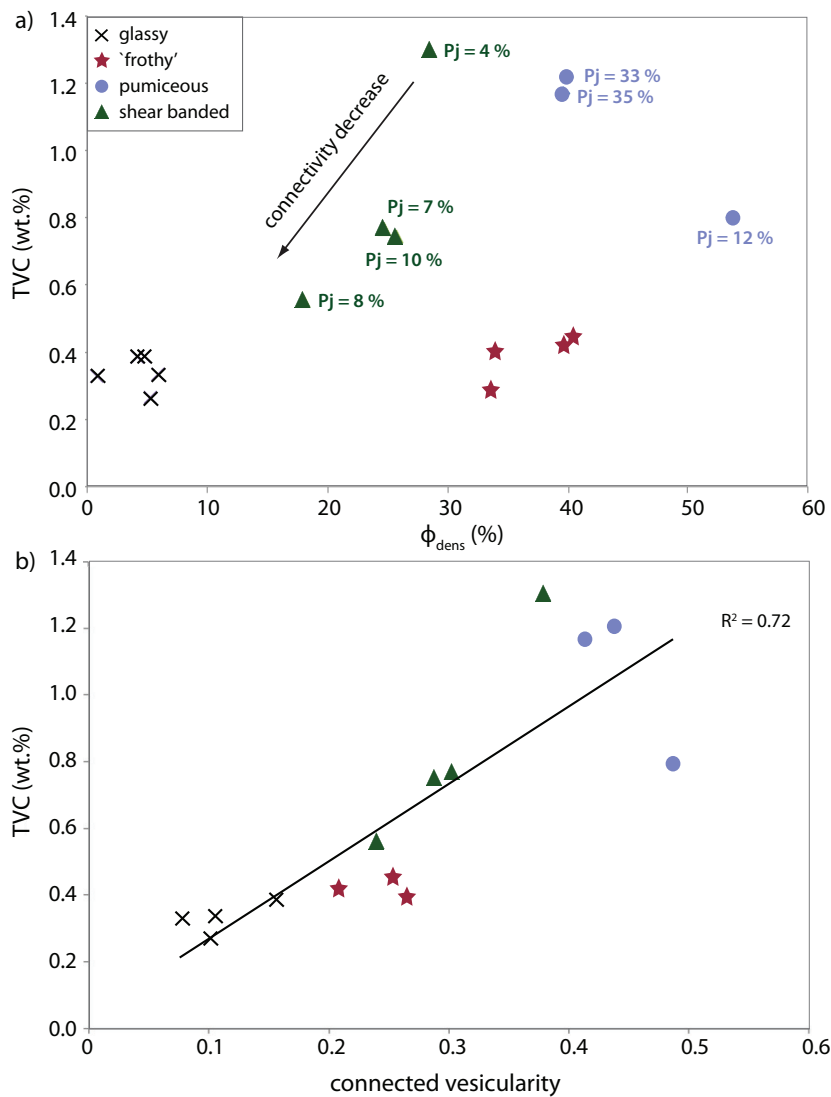 a)
1.4
1.2
1.0
0.8
0.6
0.4
0.2
0.0
TVC (wt.%)
glassy
`frothy'
pumiceous
shear banded
connectivity decrease
Pj = 4 %
Pj = 33 %
Pj = 35 %
Pj = 7 %
Pj = 10 %
Pj = 12 %
Pj = 8 %
0 10 20 30 40 50 60
ϕdens (%)
b)
1.4
1.2
1.0
0.8
0.6
0.4
0.2
0.0
TVC (wt.%)
R² = 0.72
0 0.1 0.2 0.3 0.4 0.5 0.6
connected vesicularity